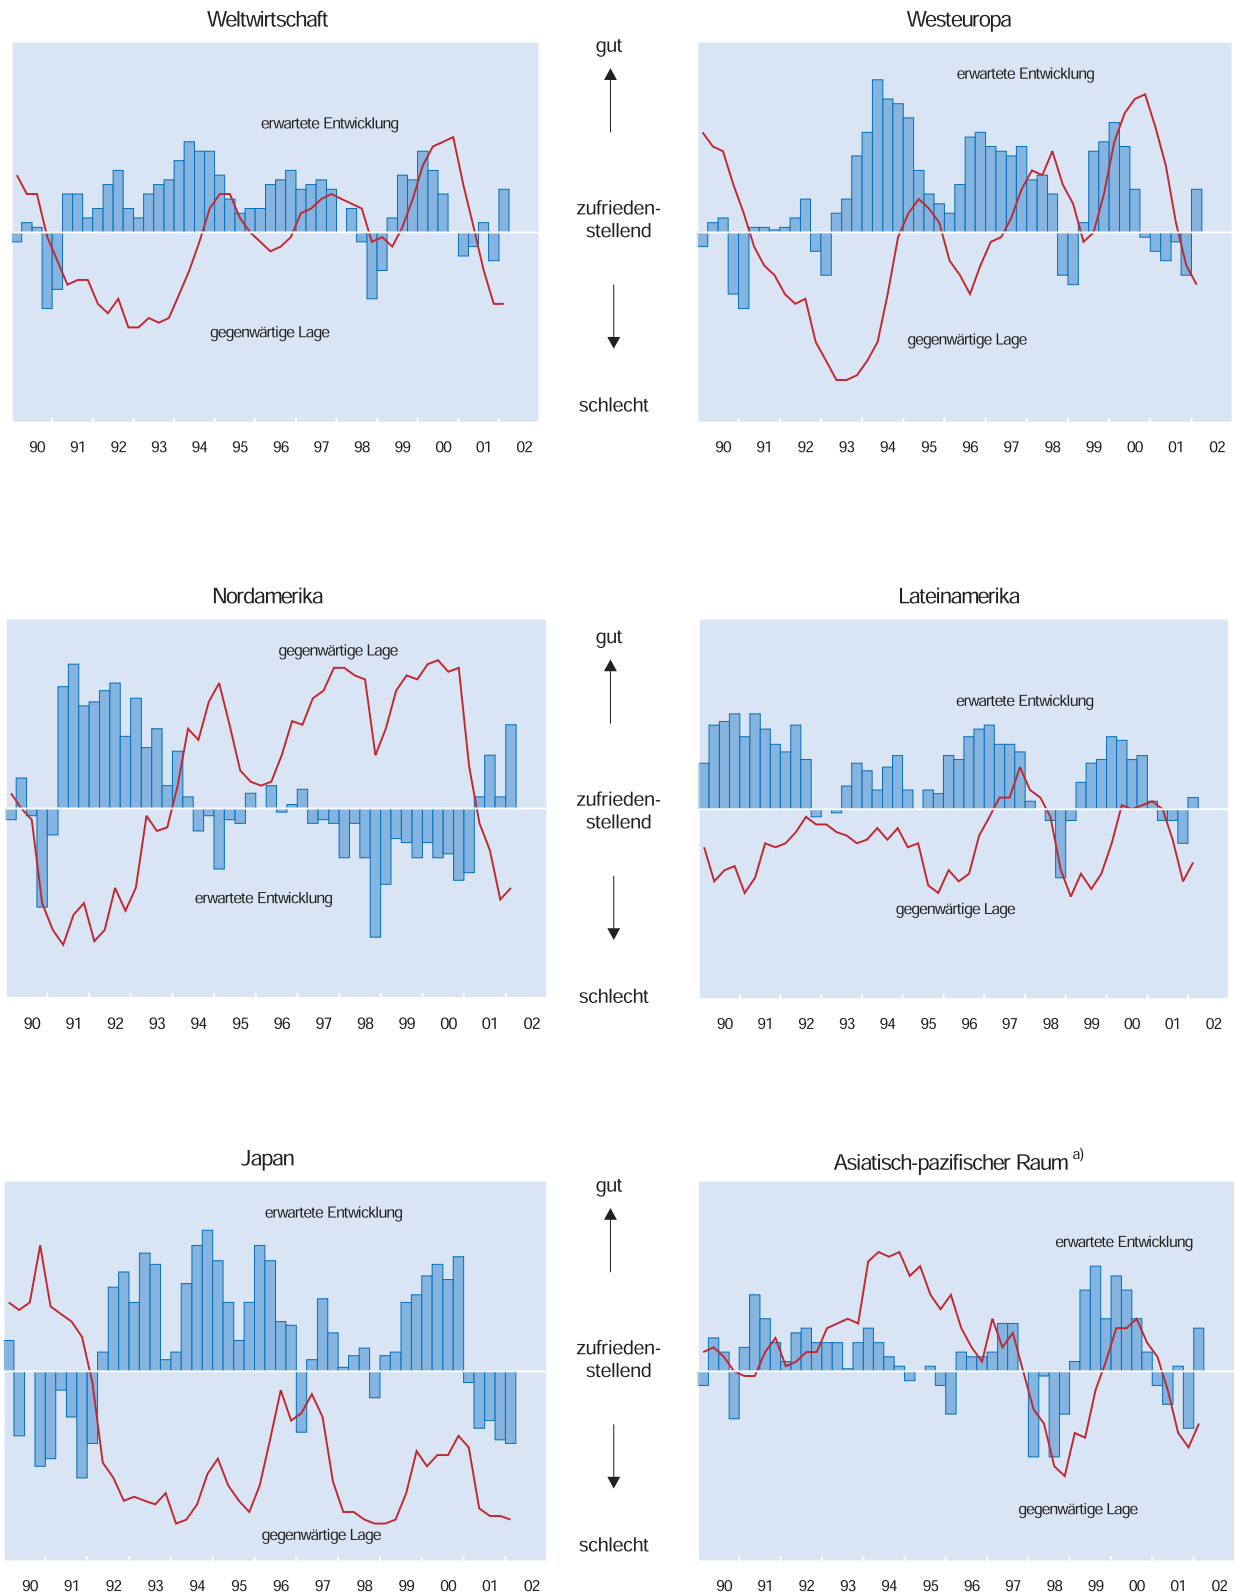 Weltwirtschaft
Westeuropa
gut
erwartete Entwicklung
erwartete Entwicklung
zufrieden-
stellend
gegenwärtige Lage
gegenwärtige Lage
schlecht
90 91 92 93 94 95 96 97 98 99 00 01 02
90 91 92 93 94 95 96 97 98 99 00 01 02
Nordamerika
Lateinamerika
gut
gegenwärtige Lage
erwartete Entwicklung
zufrieden-
stellend
erwartete Entwicklung
gegenwärtige Lage
schlecht
90 91 92 93 94 95 96 97 98 99 00 01 02
90 91 92 93 94 95 96 97 98 99 00 01 02
Japan
Asiatisch-pazifischer Raum a)
gut
erwartete Entwicklung
erwartete Entwicklung
zufrieden-
stellend
gegenwärtige Lage
gegenwärtige Lage
schlecht
90 91 92 93 94 95 96 97 98 99 00 01 02
90 91 92 93 94 95 96 97 98 99 00 01 02